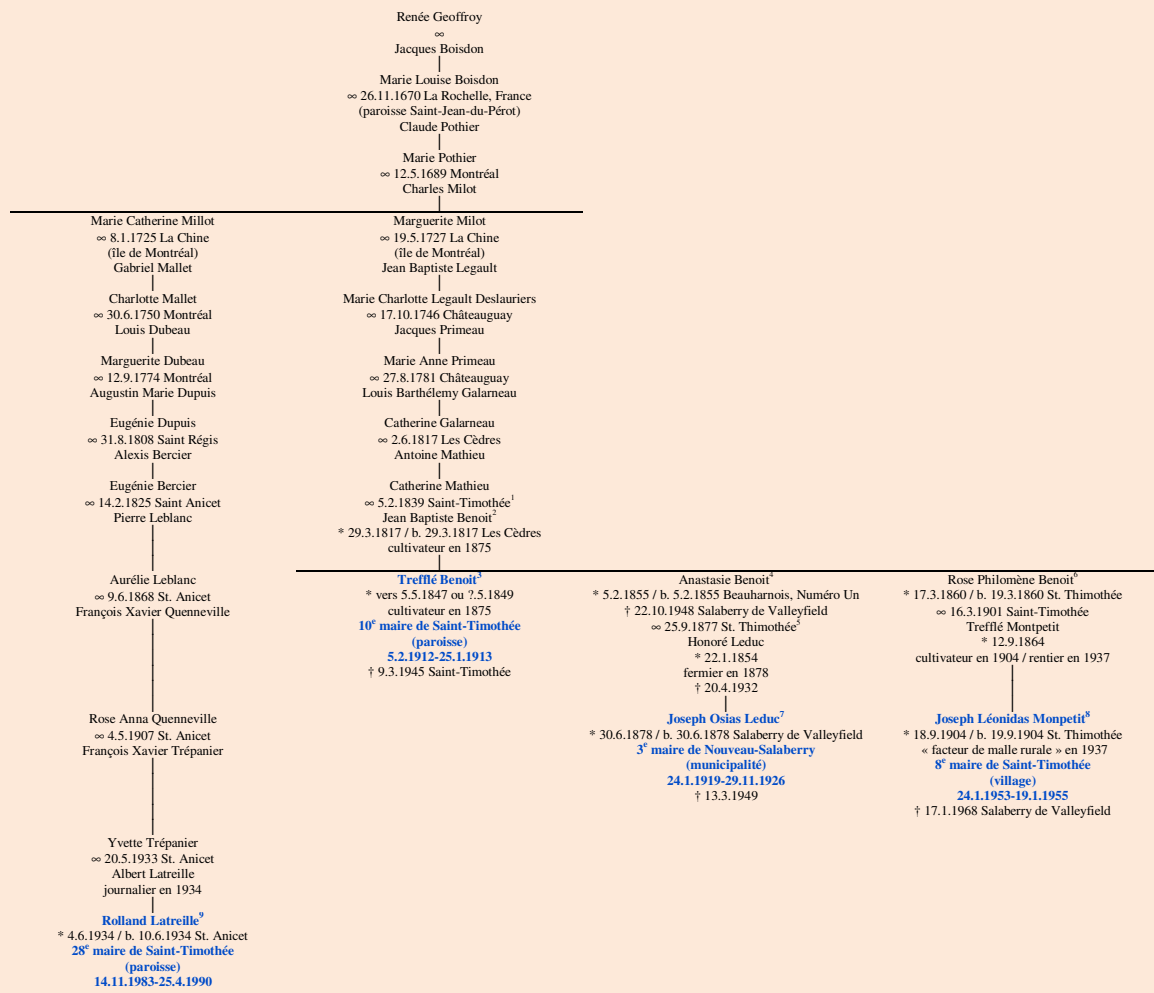 Renée Geoffroy
∞
Jacques Boisdon
Marie Louise Boisdon
∞ 26.11.1670 La Rochelle, France
(paroisse Saint-Jean-du-Pérot)
Claude Pothier
Marie Pothier
∞ 12.5.1689 Montréal
Charles Milot
Marie Catherine Millot
∞ 8.1.1725 La Chine
(île de Montréal)
Gabriel Mallet
Charlotte Mallet
∞ 30.6.1750 Montréal
Louis Dubeau
Marguerite Dubeau
∞ 12.9.1774 Montréal
Augustin Marie Dupuis
Eugénie Dupuis
∞ 31.8.1808 Saint Régis
Alexis Bercier
Eugénie Bercier
∞ 14.2.1825 Saint Anicet
Pierre Leblanc
Aurélie Leblanc
∞ 9.6.1868 St. Anicet
François Xavier Quenneville
Rose Anna Quenneville
∞ 4.5.1907 St. Anicet
François Xavier Trépanier
Yvette Trépanier
∞ 20.5.1933 St. Anicet
Albert Latreille
journalier en 1934
Rolland Latreille⁹
* 4.6.1934 / b. 10.6.1934 St. Anicet
28ᵉ maire de Saint-Timothée
(paroisse)
14.11.1983-25.4.1990
Marguerite Milot
∞ 19.5.1727 La Chine
(île de Montréal)
Jean Baptiste Legault
Marie Charlotte Legault Deslauriers
∞ 17.10.1746 Châteauguay
Jacques Primeau
Marie Anne Primeau
∞ 27.8.1781 Châteauguay
Louis Barthélemy Galarneau
Catherine Galarneau
∞ 2.6.1817 Les Cèdres
Antoine Mathieu
Catherine Mathieu
∞ 5.2.1839 Saint-Timothée¹
Jean Baptiste Benoit²
* 29.3.1817 / b. 29.3.1817 Les Cèdres
cultivateur en 1875
Trefflé Benoit³
* vers 5.5.1847 ou ?.5.1849
cultivateur en 1875
10ᵉ maire de Saint-Timothée
(paroisse)
5.2.1912-25.1.1913
† 9.3.1945 Saint-Timothée
Anastasie Benoit⁴
* 5.2.1855 / b. 5.2.1855 Beauharnois, Numéro Un
† 22.10.1948 Salaberry de Valleyfield
∞ 25.9.1877 St. Thimothée⁵
Honoré Leduc
* 22.1.1854
fermier en 1878
† 20.4.1932
Joseph Osias Leduc⁷
* 30.6.1878 / b. 30.6.1878 Salaberry de Valleyfield
3ᵉ maire de Nouveau-Salaberry
(municipalité)
24.1.1919-29.11.1926
† 13.3.1949
Rose Philomène Benoit⁶
* 17.3.1860 / b. 19.3.1860 St. Thimothée
∞ 16.3.1901 Saint-Timothée
Trefflé Montpetit
* 12.9.1864
cultivateur en 1904 / rentier en 1937
Joseph Léonidas Monpetit⁸
* 18.9.1904 / b. 19.9.1904 St. Thimothée
« facteur de malle rurale » en 1937
8ᵉ maire de Saint-Timothée
(village)
24.1.1953-19.1.1955
† 17.1.1968 Salaberry de Valleyfield